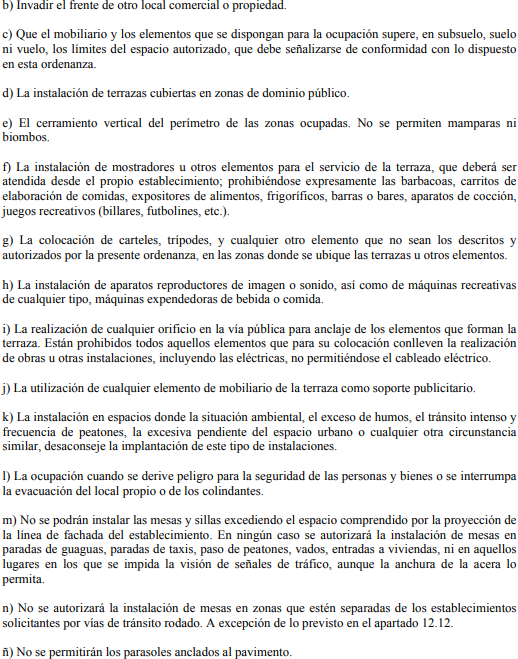 b) Invadir el frente de otro local comercial o propiedad.
c) Que el mobiliario y los elementos que se dispongan para la ocupación supere, en subsuelo, suelo
ni vuelo, los límites del espacio autorizado, que debe señalizarse de conformidad con lo dispuesto
en esta ordenanza.
d) La instalación de terrazas cubiertas en zonas de dominio público.
e) El cerramiento vertical del perímetro de las zonas ocupadas. No se permiten mamparas ni
biombos.
f) La instalación de mostradores u otros elementos para el servicio de la terraza, que deberá ser
atendida desde el propio establecimiento; prohibiéndose expresamente las barbacoas, carritos de
elaboración de comidas, expositores de alimentos, frigoríficos, barras o bares, aparatos de cocción,
juegos recreativos (billares, futbolines, etc.).
g) La colocación de carteles, trípodes, y cualquier otro elemento que no sean los descritos y
autorizados por la presente ordenanza, en las zonas donde se ubique las terrazas u otros elementos.
h) La instalación de aparatos reproductores de imagen o sonido, así como de máquinas recreativas
de cualquier tipo, máquinas expendedoras de bebida o comida.
i) La realización de cualquier orificio en la vía pública para anclaje de los elementos que forman la
terraza. Están prohibidos todos aquellos elementos que para su colocación conlleven la realización
de obras u otras instalaciones, incluyendo las eléctricas, no permitiéndose el cableado eléctrico.
j) La utilización de cualquier elemento de mobiliario de la terraza como soporte publicitario.
k) La instalación en espacios donde la situación ambiental, el exceso de humos, el tránsito intenso y
frecuencia de peatones, la excesiva pendiente del espacio urbano o cualquier otra circunstancia
similar, desaconseje la implantación de este tipo de instalaciones.
l) La ocupación cuando se derive peligro para la seguridad de las personas y bienes o se interrumpa
la evacuación del local propio o de los colindantes.
m) No se podrán instalar las mesas y sillas excediendo el espacio comprendido por la proyección de
la línea de fachada del establecimiento. En ningún caso se autorizará la instalación de mesas en
paradas de guaguas, paradas de taxis, paso de peatones, vados, entradas a viviendas, ni en aquellos
lugares en los que se impida la visión de señales de tráfico, aunque la anchura de la acera lo
permita.
n) No se autorizará la instalación de mesas en zonas que estén separadas de los establecimientos
solicitantes por vías de tránsito rodado. A excepción de lo previsto en el apartado 12.12.
ñ) No se permitirán los parasoles anclados al pavimento.